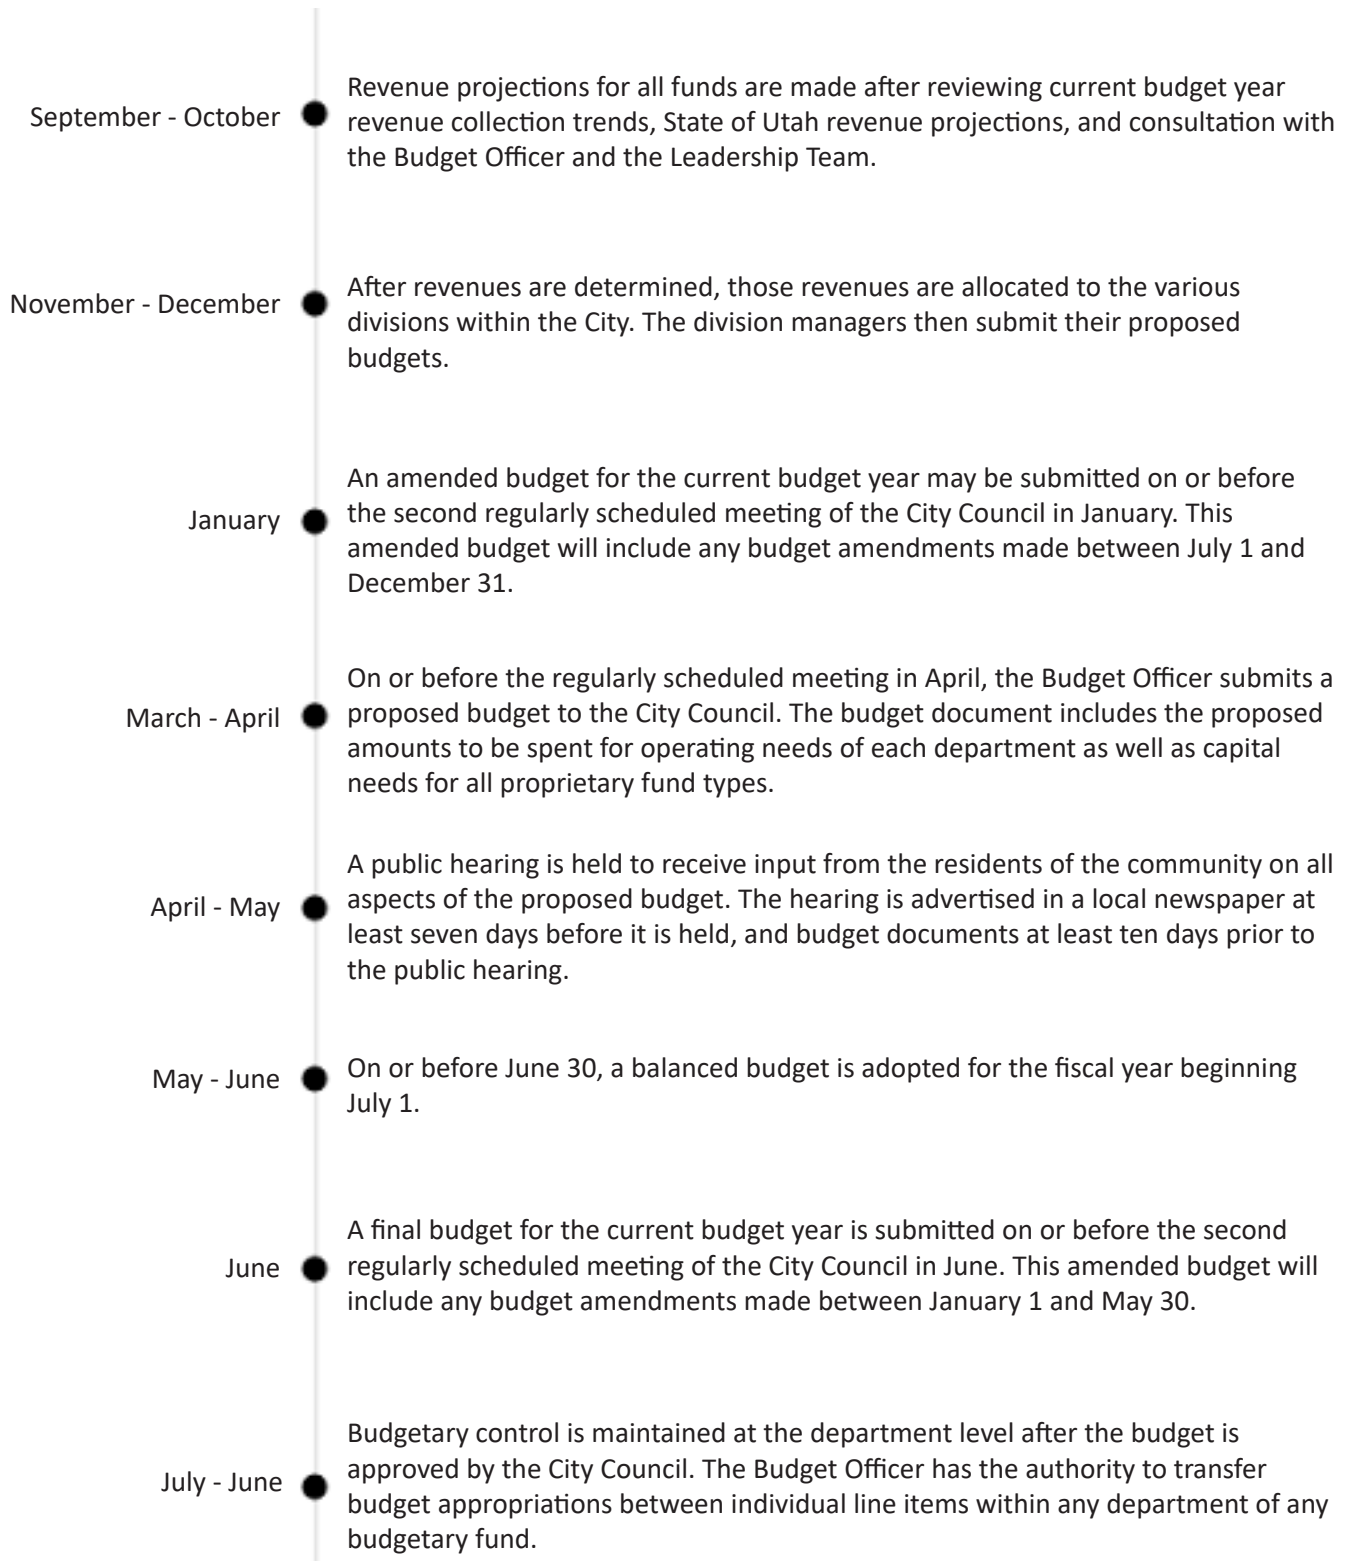 September - October
Revenue projections for all funds are made after reviewing current budget year
revenue collection trends, State of Utah revenue projections, and consultation with
the Budget Officer and the Leadership Team.
November - December
After revenues are determined, those revenues are allocated to the various
divisions within the City. The division managers then submit their proposed
budgets.
January
An amended budget for the current budget year may be submitted on or before
the second regularly scheduled meeting of the City Council in January. This
amended budget will include any budget amendments made between July 1 and
December 31.
March - April
On or before the regularly scheduled meeting in April, the Budget Officer submits a
proposed budget to the City Council. The budget document includes the proposed
amounts to be spent for operating needs of each department as well as capital
needs for all proprietary fund types.
April - May
A public hearing is held to receive input from the residents of the community on all
aspects of the proposed budget. The hearing is advertised in a local newspaper at
least seven days before it is held, and budget documents at least ten days prior to
the public hearing.
May - June
On or before June 30, a balanced budget is adopted for the fiscal year beginning
July 1.
June
A final budget for the current budget year is submitted on or before the second
regularly scheduled meeting of the City Council in June. This amended budget will
include any budget amendments made between January 1 and May 30.
July - June
Budgetary control is maintained at the department level after the budget is
approved by the City Council. The Budget Officer has the authority to transfer
budget appropriations between individual line items within any department of any
budgetary fund.